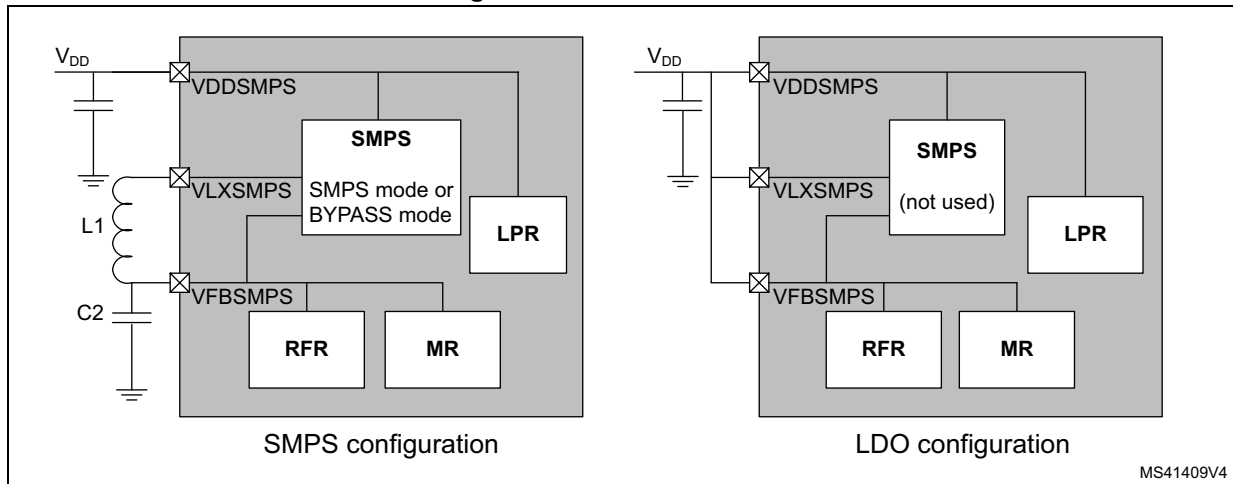 VDD
VDDSMPS
SMPS
SMPS mode or
BYPASS mode
VLXSMPS
L1
LPR
VFBSMPS
C2
RFR
MR
SMPS configuration
VDD
VDDSMPS
SMPS
(not used)
VLXSMPS
LPR
VFBSMPS
RFR
MR
LDO configuration
MS41409V4